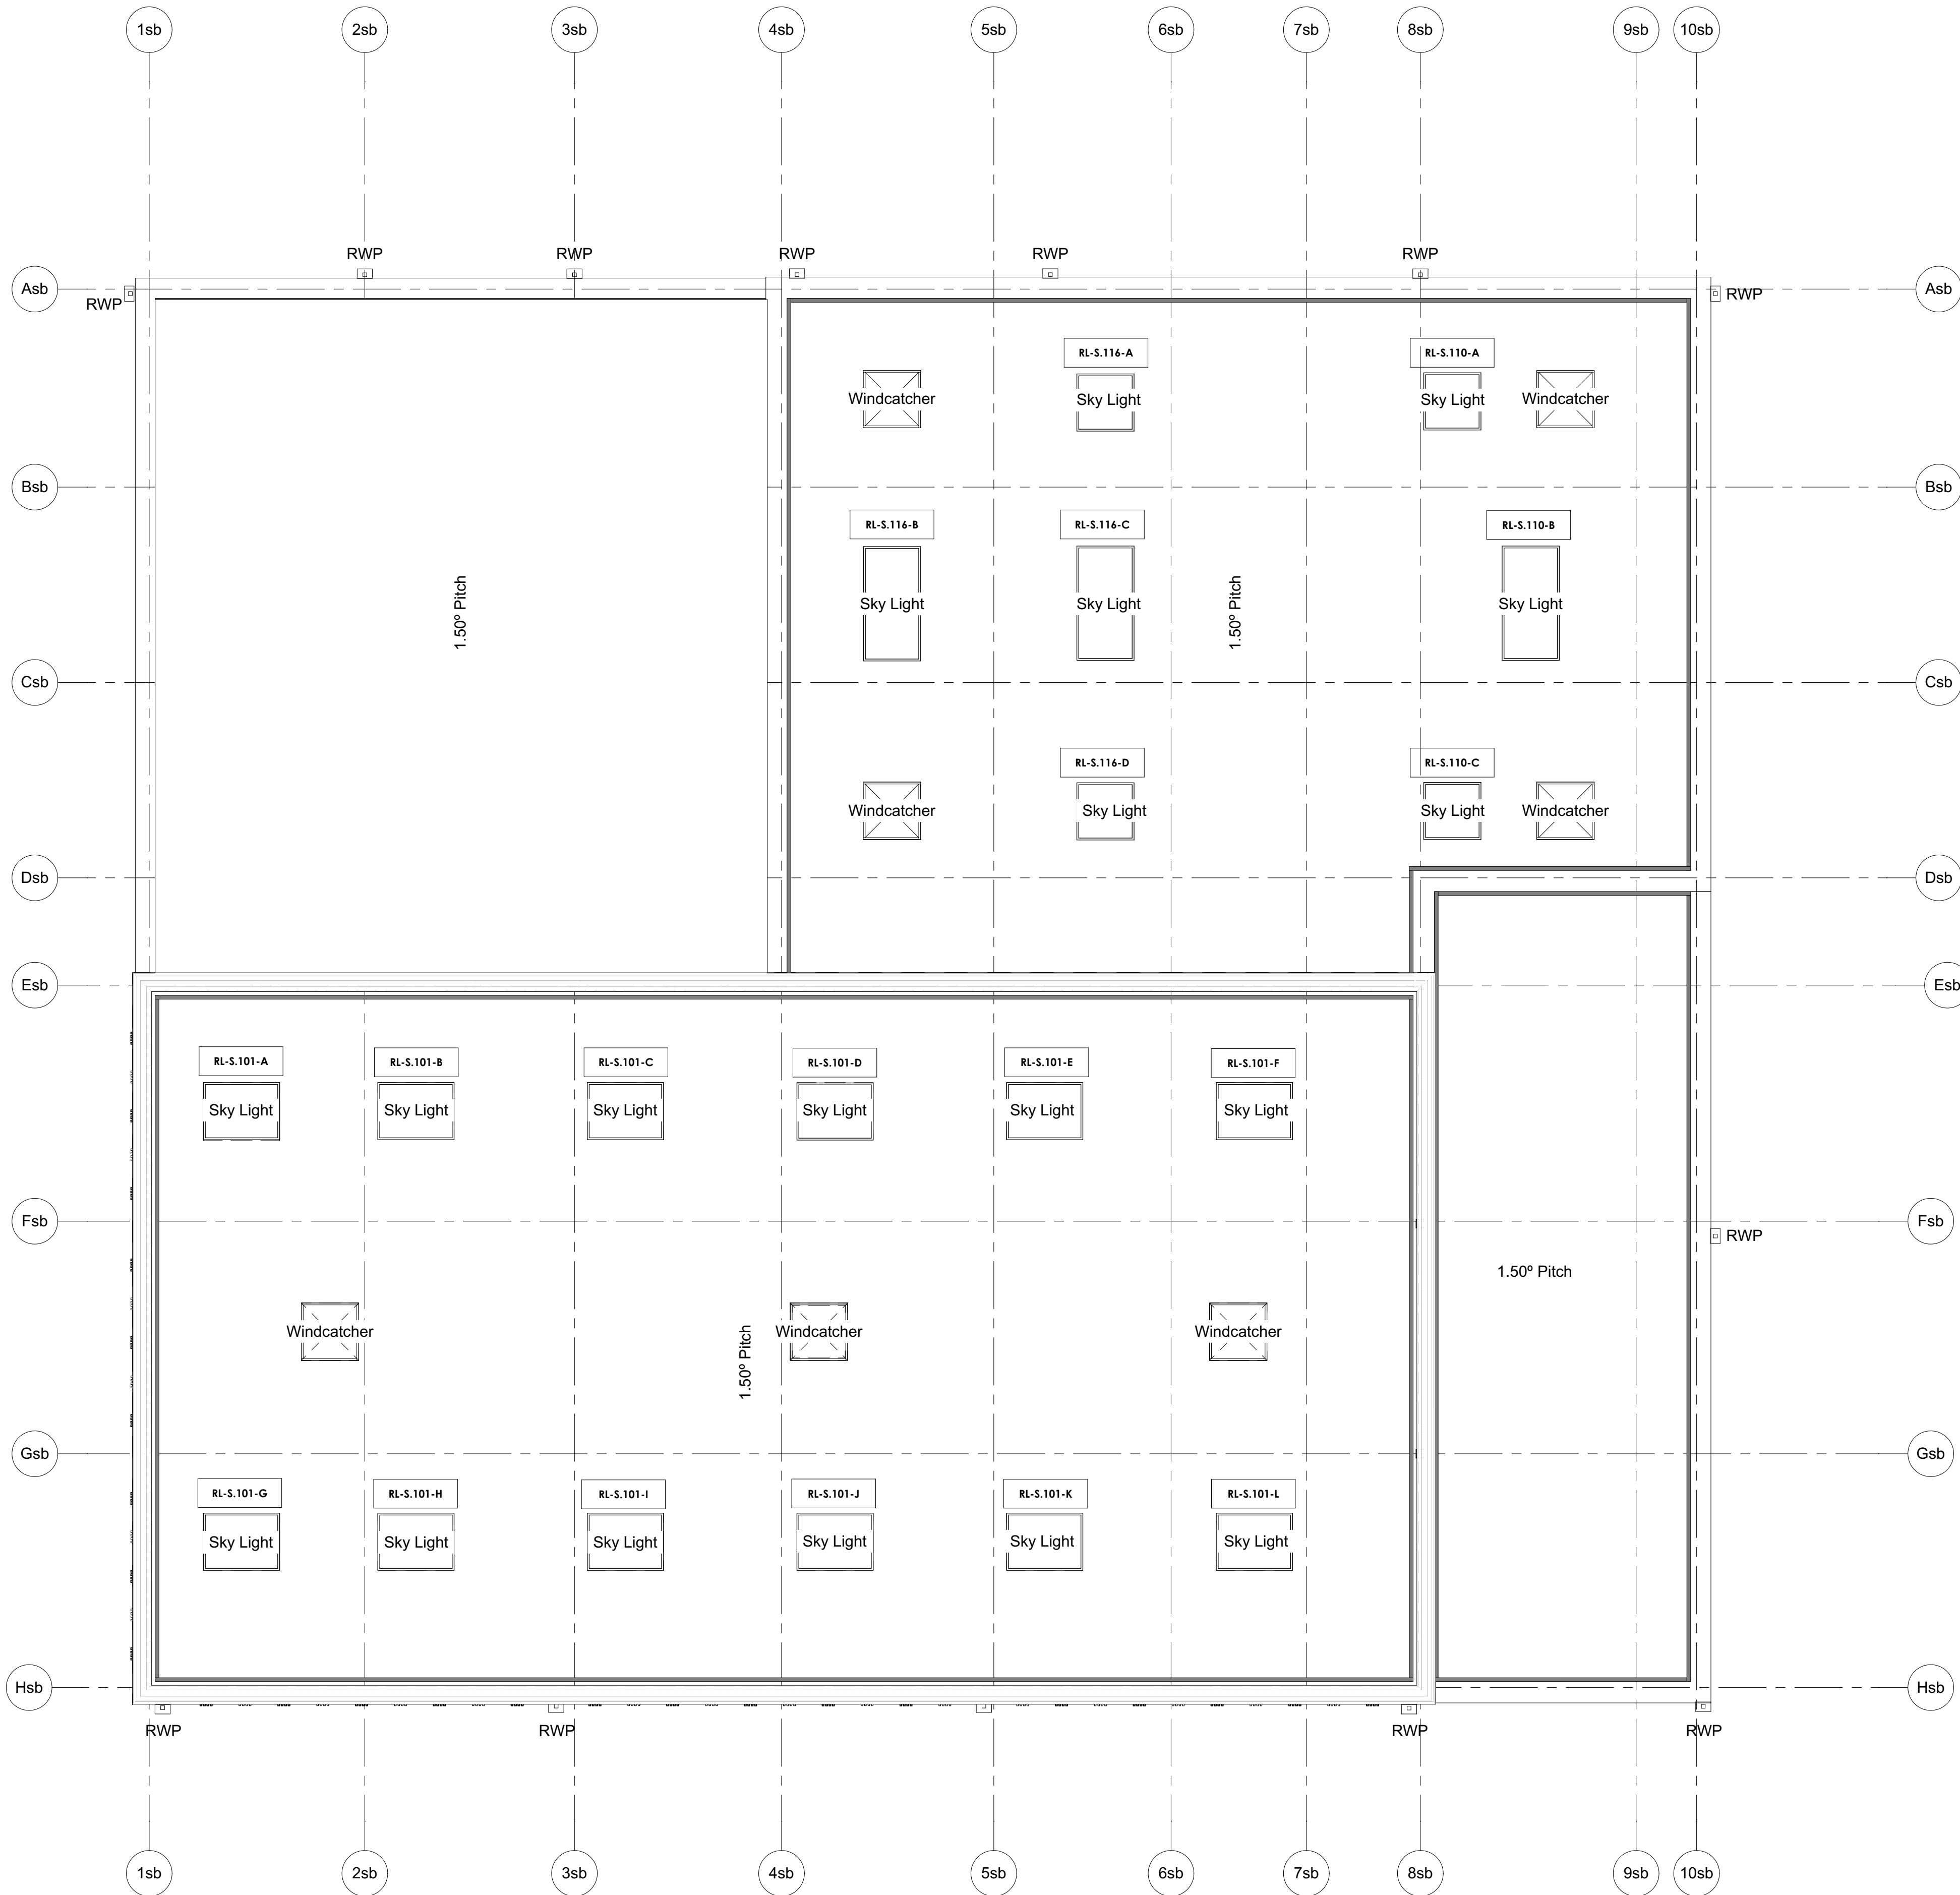 1sb 2sb 3sb 4sb 5sb 6sb 7sb 8sb 9sb 10sb
RWP RWP RWP RWP RWP
Asb Asb
RWP RWP
RL-S.116-A RL-S.110-A
Windcatcher Sky Light Sky Light Windcatcher
Bsb Bsb
RL-S.116-B RL-S.116-C RL-S.110-B
Sky Light Sky Light Sky Light
1.50º Pitch 1.50º Pitch
Csb Csb
RL-S.116-D RL-S.110-C
Windcatcher Sky Light Sky Light Windcatcher
Dsb Dsb
Esb Esb
RL-S.101-A RL-S.101-B RL-S.101-C RL-S.101-D RL-S.101-E RL-S.101-F
Sky Light Sky Light Sky Light Sky Light Sky Light Sky Light
Fsb Fsb
RWP
1.50º Pitch
Windcatcher Windcatcher Windcatcher
1.50º Pitch
Gsb Gsb
RL-S.101-G RL-S.101-H RL-S.101-I RL-S.101-J RL-S.101-K RL-S.101-L
Sky Light Sky Light Sky Light Sky Light Sky Light Sky Light
Hsb Hsb
RWP RWP RWP RWP
1sb 2sb 3sb 4sb 5sb 6sb 7sb 8sb 9sb 10sb